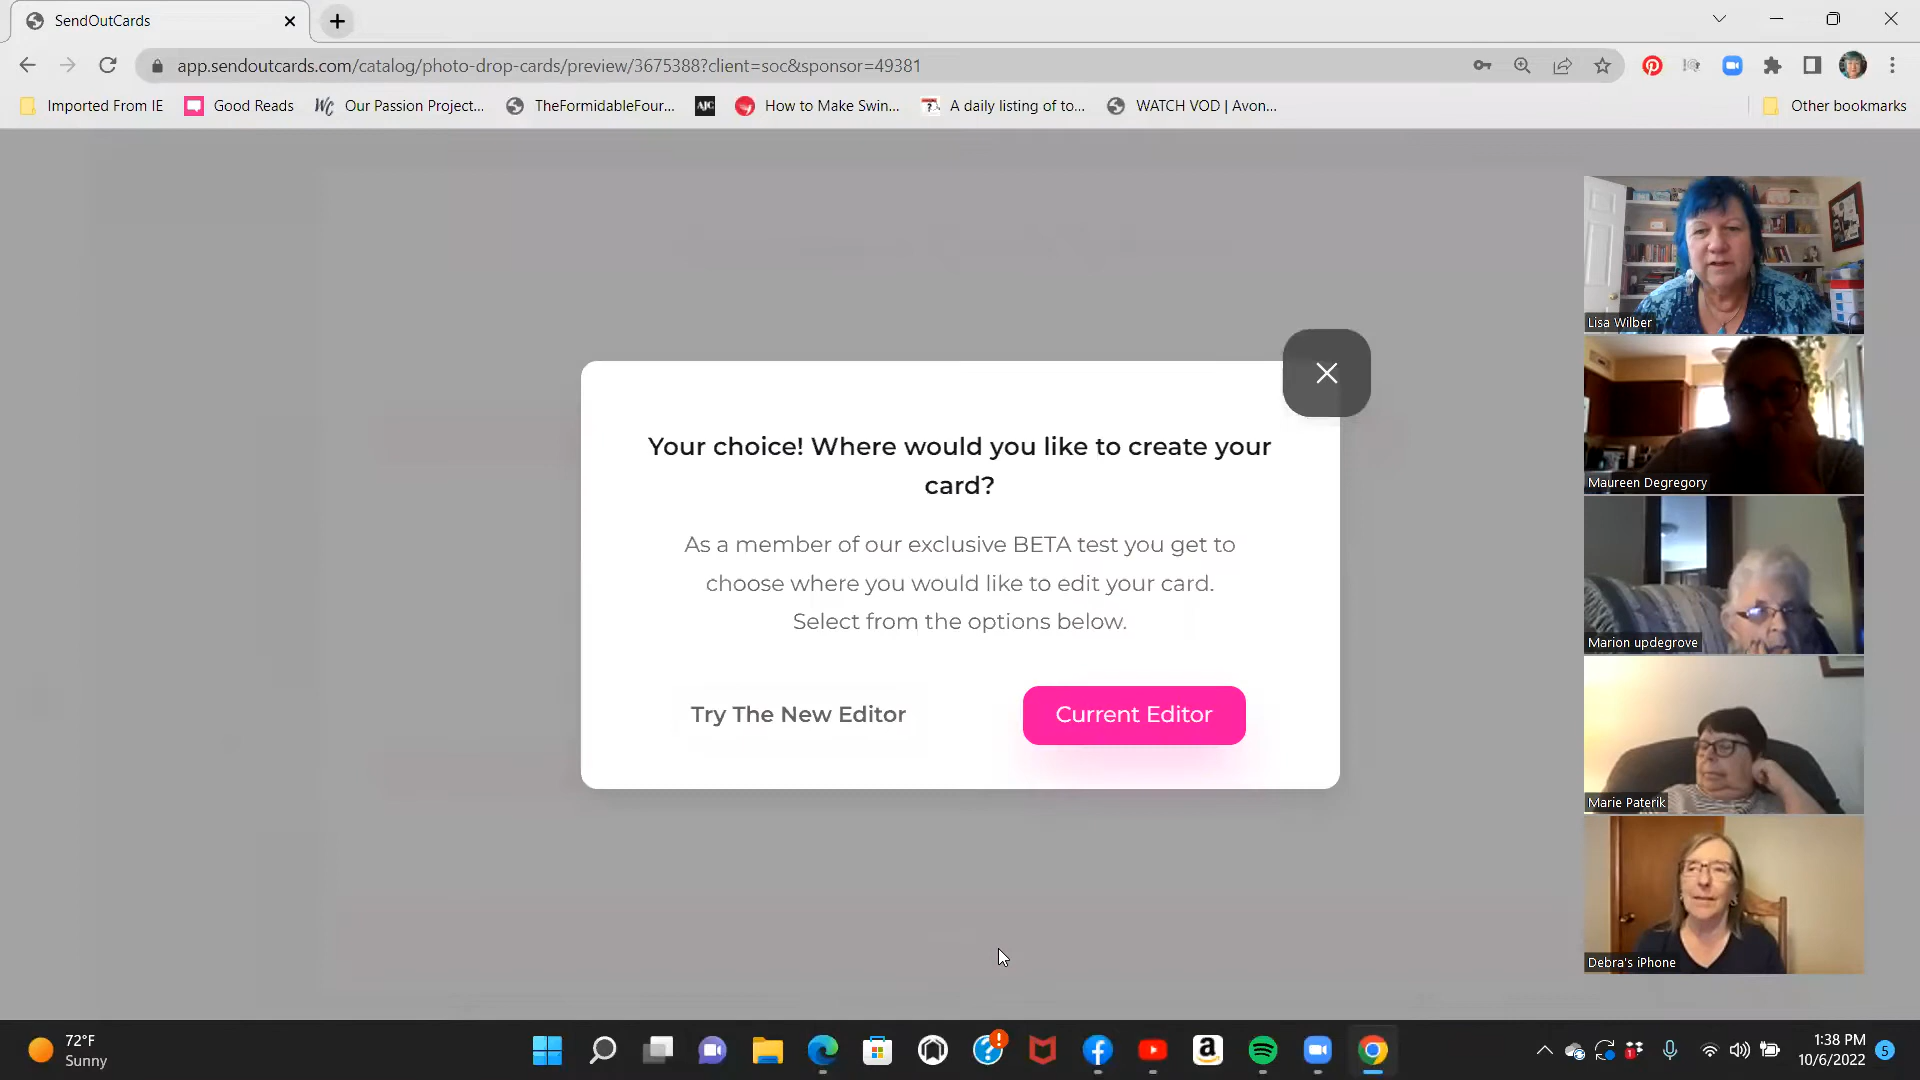 SendOutCards
app.sendoutcards.com/catalog/photo-drop-cards/preview/3675388?client=soc&sponsor=49381
Imported From IE
Good Reads
Our Passion Project...
TheFormidableFour...
AJC
How to Make Swin...
A daily listing of to...
WATCH VOD | Avon...
Other bookmarks
Lisa Wilber
Your choice! Where would you like to create your
card?
As a member of our exclusive BETA test you get to
choose where you would like to edit your card.
Select from the options below.
Try The New Editor
Current Editor
Maureen Degregory
Marion updegrove
Marie Paterik
Debra's iPhone
72°F
Sunny
1:38 PM
10/6/2022
5